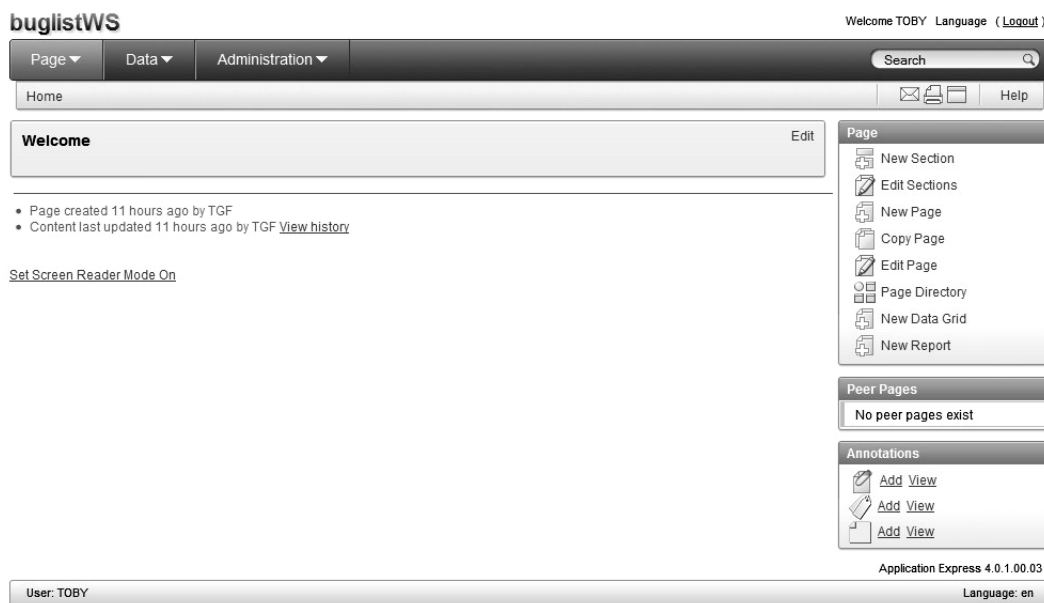 buglistWS
Welcome TOBY Language ( Logout )
Page Data Administration
Search
Home
Help
Welcome
Edit
• Page created 11 hours ago by TGF
• Content last updated 11 hours ago by TGF View history
Set Screen Reader Mode On
Page
New Section
Edit Sections
New Page
Copy Page
Edit Page
Page Directory
New Data Grid
New Report
Peer Pages
No peer pages exist
Annotations
Add View
Add View
Add View
Application Express 4.0.1.00.03
User: TOBY
Language: en